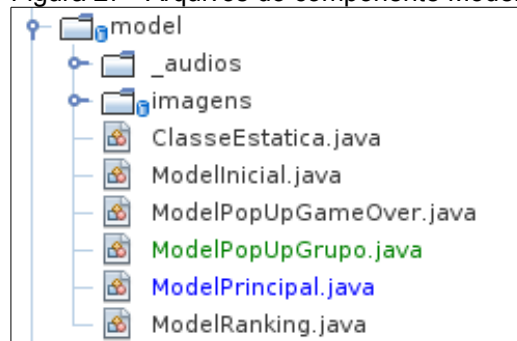 model
_audios
imagens
ClasseEstatica.java
ModelInicial.java
ModelPopUpGameOver.java
ModelPopUpGrupo.java
ModelPrincipal.java
ModelRanking.java